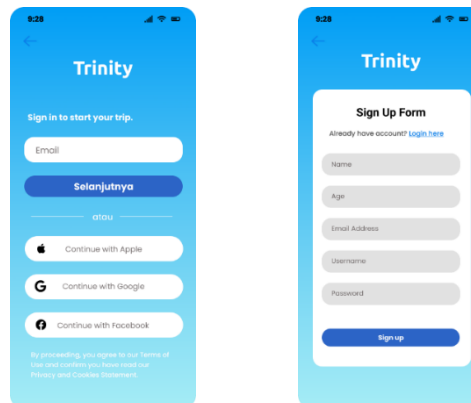 9:28
Trinity
Sign in to start your trip.
Email
Selanjutnya
atau
Continue with Apple
Continue with Google
Continue with Facebook
By proceeding, you agree to our Terms of
Use and confirm you have read our
Privacy and Cookies Statement.
9:28
Trinity
Sign Up Form
Already have account? Login here
Name
Age
Email Address
Username
Password
Sign up